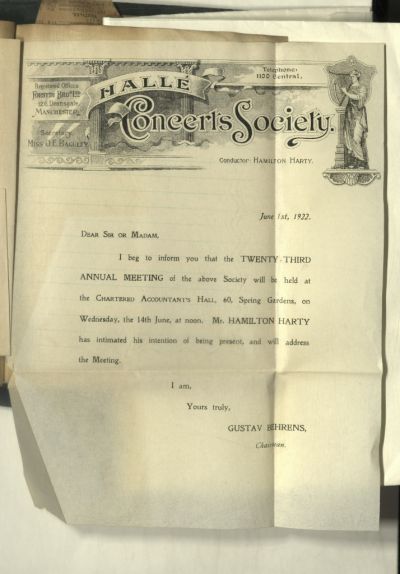 Registered Offices
FORSYTH BROS LTD
126, Deansgate,
MANCHESTER.
Secretary
MISS J. E. BAGULEY
HALLÉ
Concerts Society.
Telephone:
1100 Central.
Conductor: HAMILTON HARTY.
June 1st, 1922.
DEAR SIR OR MADAM,
I beg to inform you that the TWENTY-THIRD
ANNUAL MEETING of the above Society will be held at
the CHARTERED ACCOUNTANT'S HALL, 60, Spring Gardens, on
Wednesday, the 14th June, at noon. MR. HAMILTON HARTY
has intimated his intention of being present, and will address
the Meeting.
I am,
Yours truly,
GUSTAV BEHRENS,
Chairman.